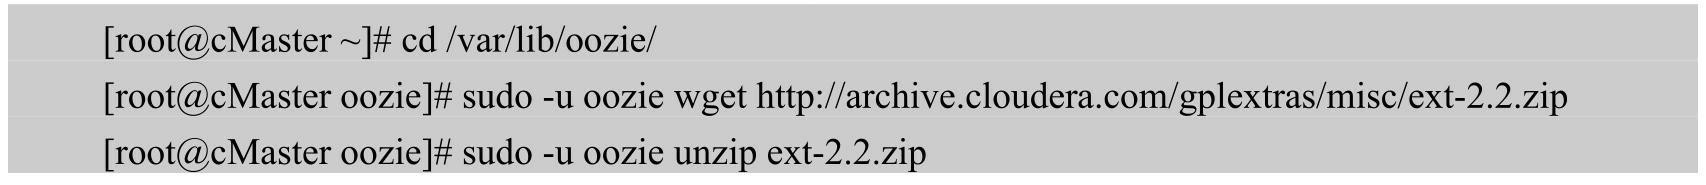 [root@cMaster ~]# cd /var/lib/oozie/
[root@cMaster oozie]# sudo -u oozie wget http://archive.cloudera.com/gplextras/misc/ext-2.2.zip
[root@cMaster oozie]# sudo -u oozie unzip ext-2.2.zip